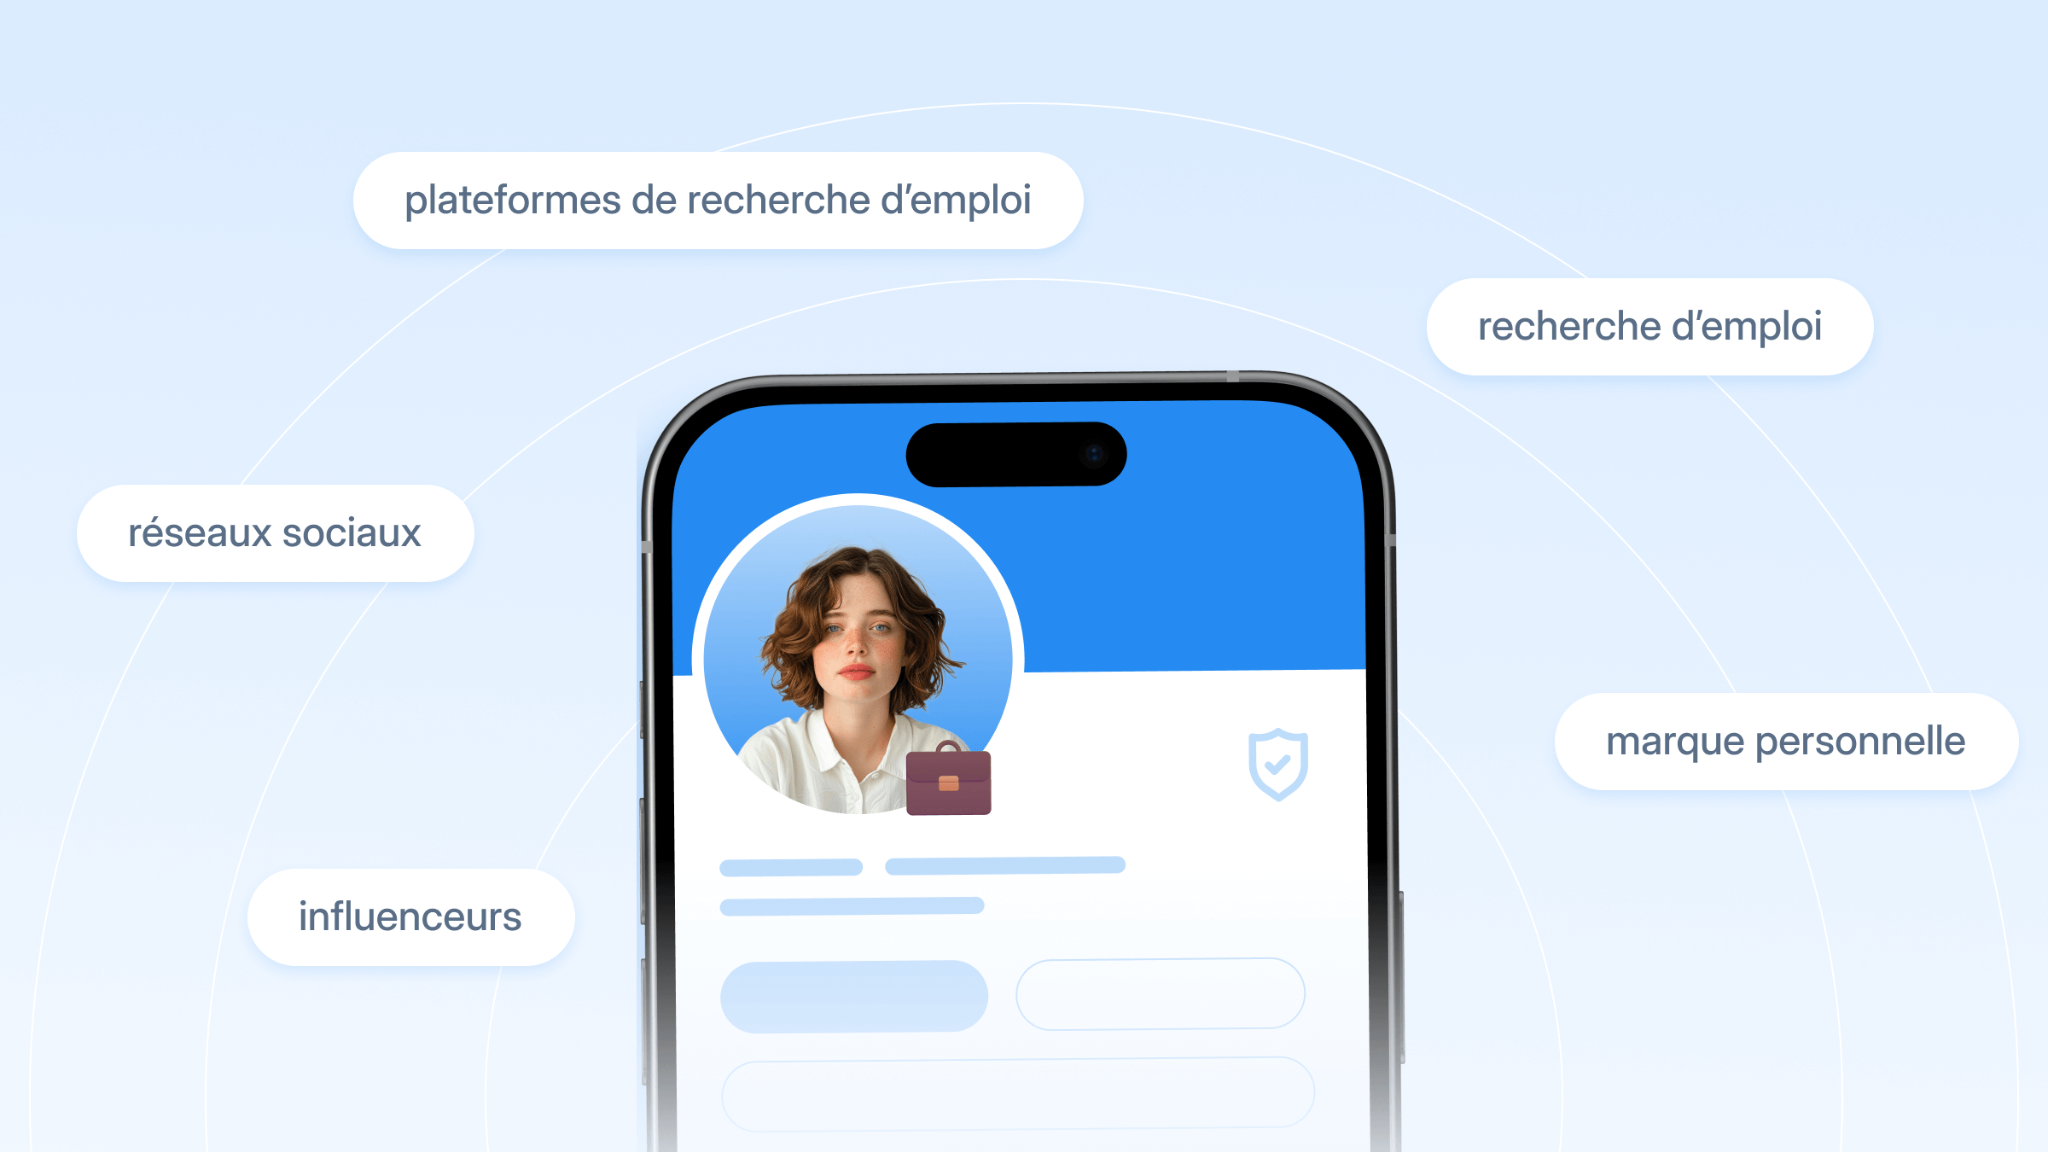 plateformes de recherche d’emploi
recherche d’emploi
réseaux sociaux
marque personnelle
influenceurs